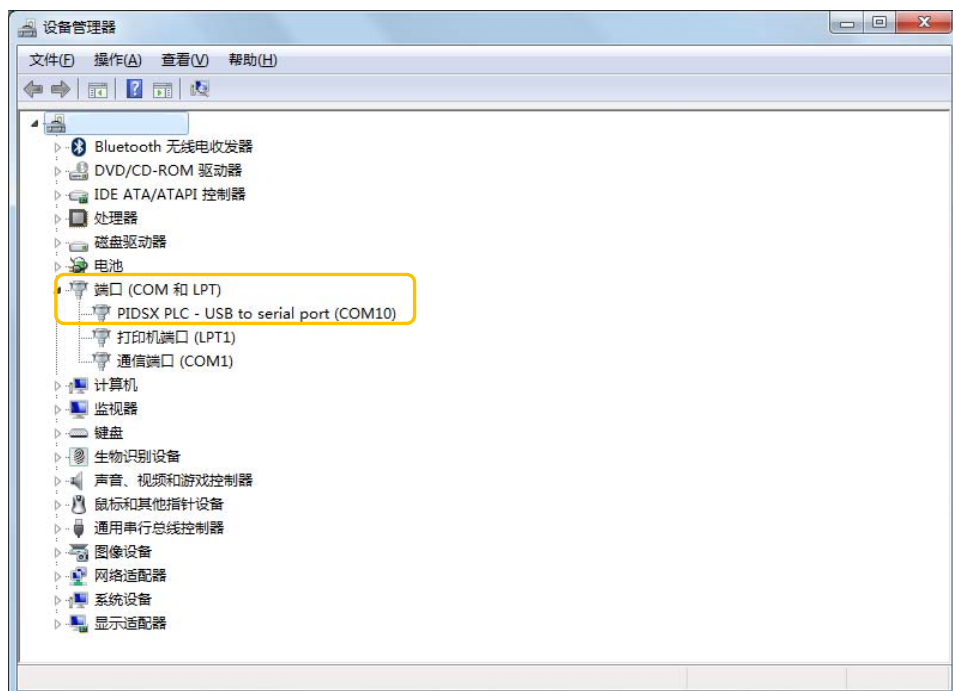 设备管理器
文件(F) 操作(A) 查看(V) 帮助(H)
Bluetooth 无线电收发器
DVD/CD-ROM 驱动器
IDE ATA/ATAPI 控制器
处理器
磁盘驱动器
电池
端口 (COM 和 LPT)
PIDSX PLC - USB to serial port (COM10)
打印机端口 (LPT1)
通信端口 (COM1)
计算机
监视器
键盘
生物识别设备
声音、视频和游戏控制器
鼠标和其他指针设备
通用串行总线控制器
图像设备
网络适配器
系统设备
显示适配器